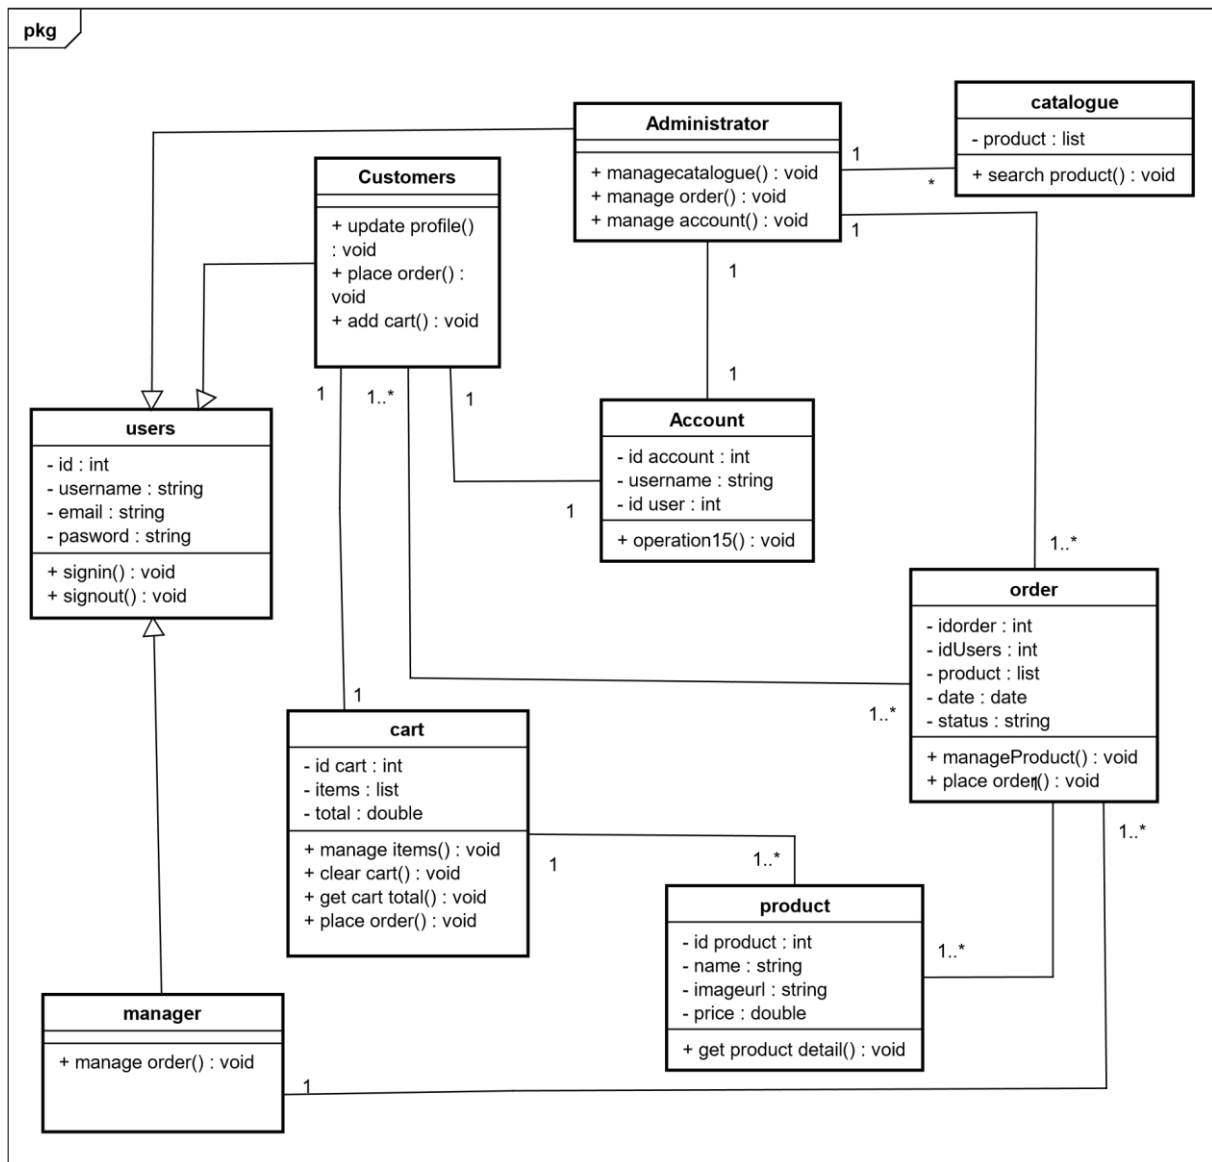 pkg
catalogue
- product : list
+ search product() : void
Administrator
+ managecatalogue() : void
+ manage order() : void
+ manage account() : void
1
*
1
Customers
+ update profile()
: void
+ place order() :
void
+ add cart() : void
1
1
1
1..*
1
users
- id : int
- username : string
- email : string
- pasword : string
+ signin() : void
+ signout() : void
Account
- id account : int
- username : string
- id user : int
+ operation15() : void
1
1..*
order
- idorder : int
- idUsers : int
- product : list
- date : date
- status : string
+ manageProduct() : void
+ place order() : void
1
1..*
cart
- id cart : int
- items : list
- total : double
+ manage items() : void
+ clear cart() : void
+ get cart total() : void
+ place order() : void
1
1..*
1..*
product
- id product : int
- name : string
- imageurl : string
- price : double
+ get product detail() : void
1..*
manager
+ manage order() : void
1